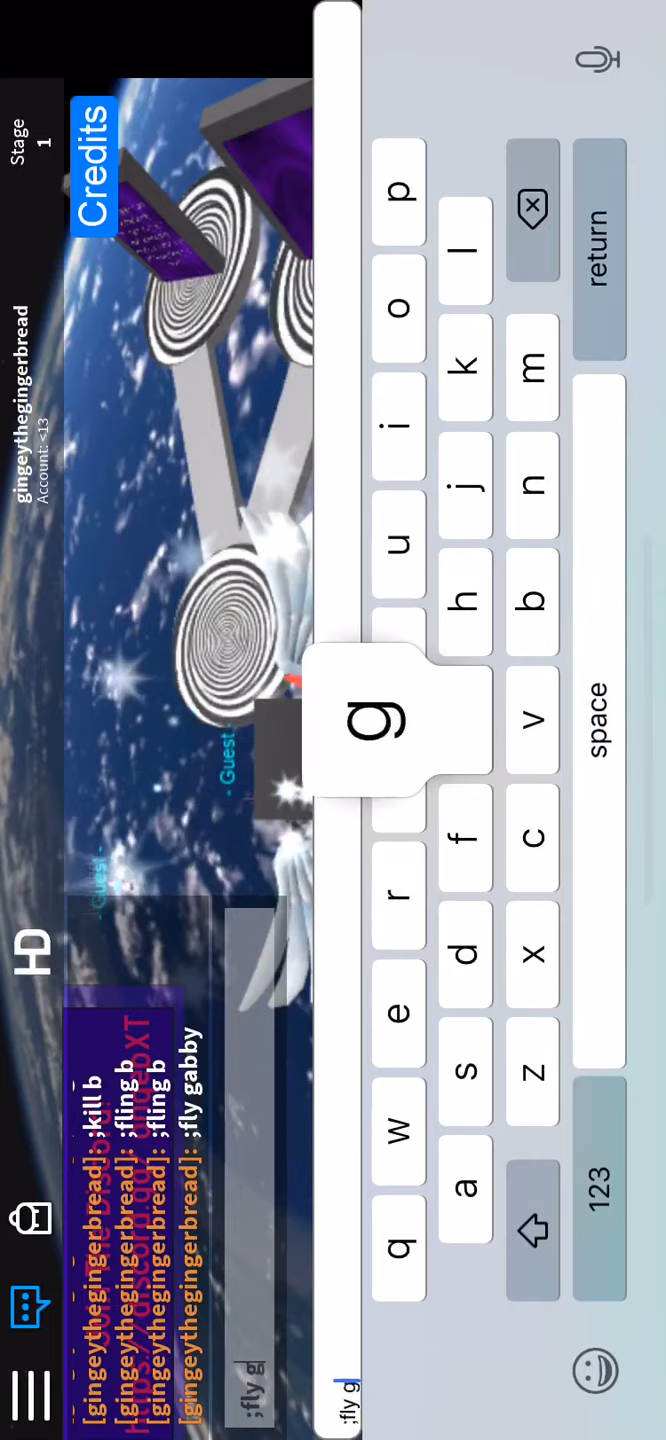 gingeythegingerbread
Account: <13
Stage
1
HD
Credits
- Guest -
- Guest -
[gingeythegingerbread]: ;kill b
[gingeythegingerbread]: ;fling b
[gingeythegingerbread]: ;fling b
[gingeythegingerbread]: ;fly gabby
;fly g
;fly g
q w e r u i o p
a s d f g h j k l
z x c v b n m
123 space return